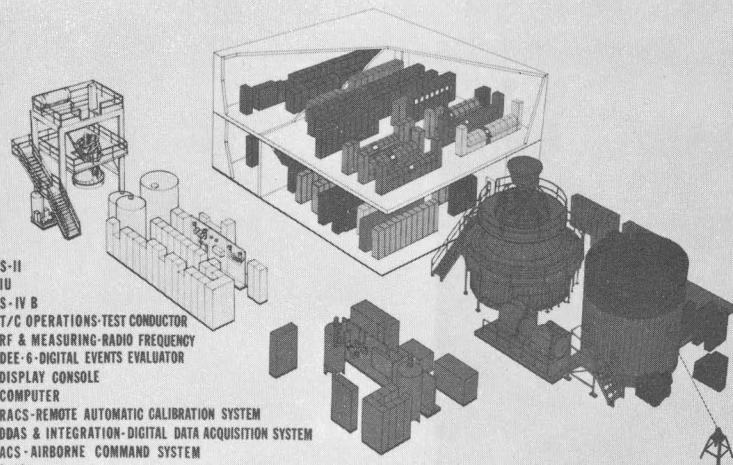 S-II
IU
S-IV B
T/C OPERATIONS-TEST CONDUCTOR
RF & MEASURING-RADIO FREQUENCY
DEE-6-DIGITAL EVENTS EVALUATOR
DISPLAY CONSOLE
COMPUTER
RACS-REMOTE AUTOMATIC CALIBRATION SYSTEM
DDAS & INTEGRATION-DIGITAL DATA ACQUISITION SYSTEM
ACS-AIRBORNE COMMAND SYSTEM